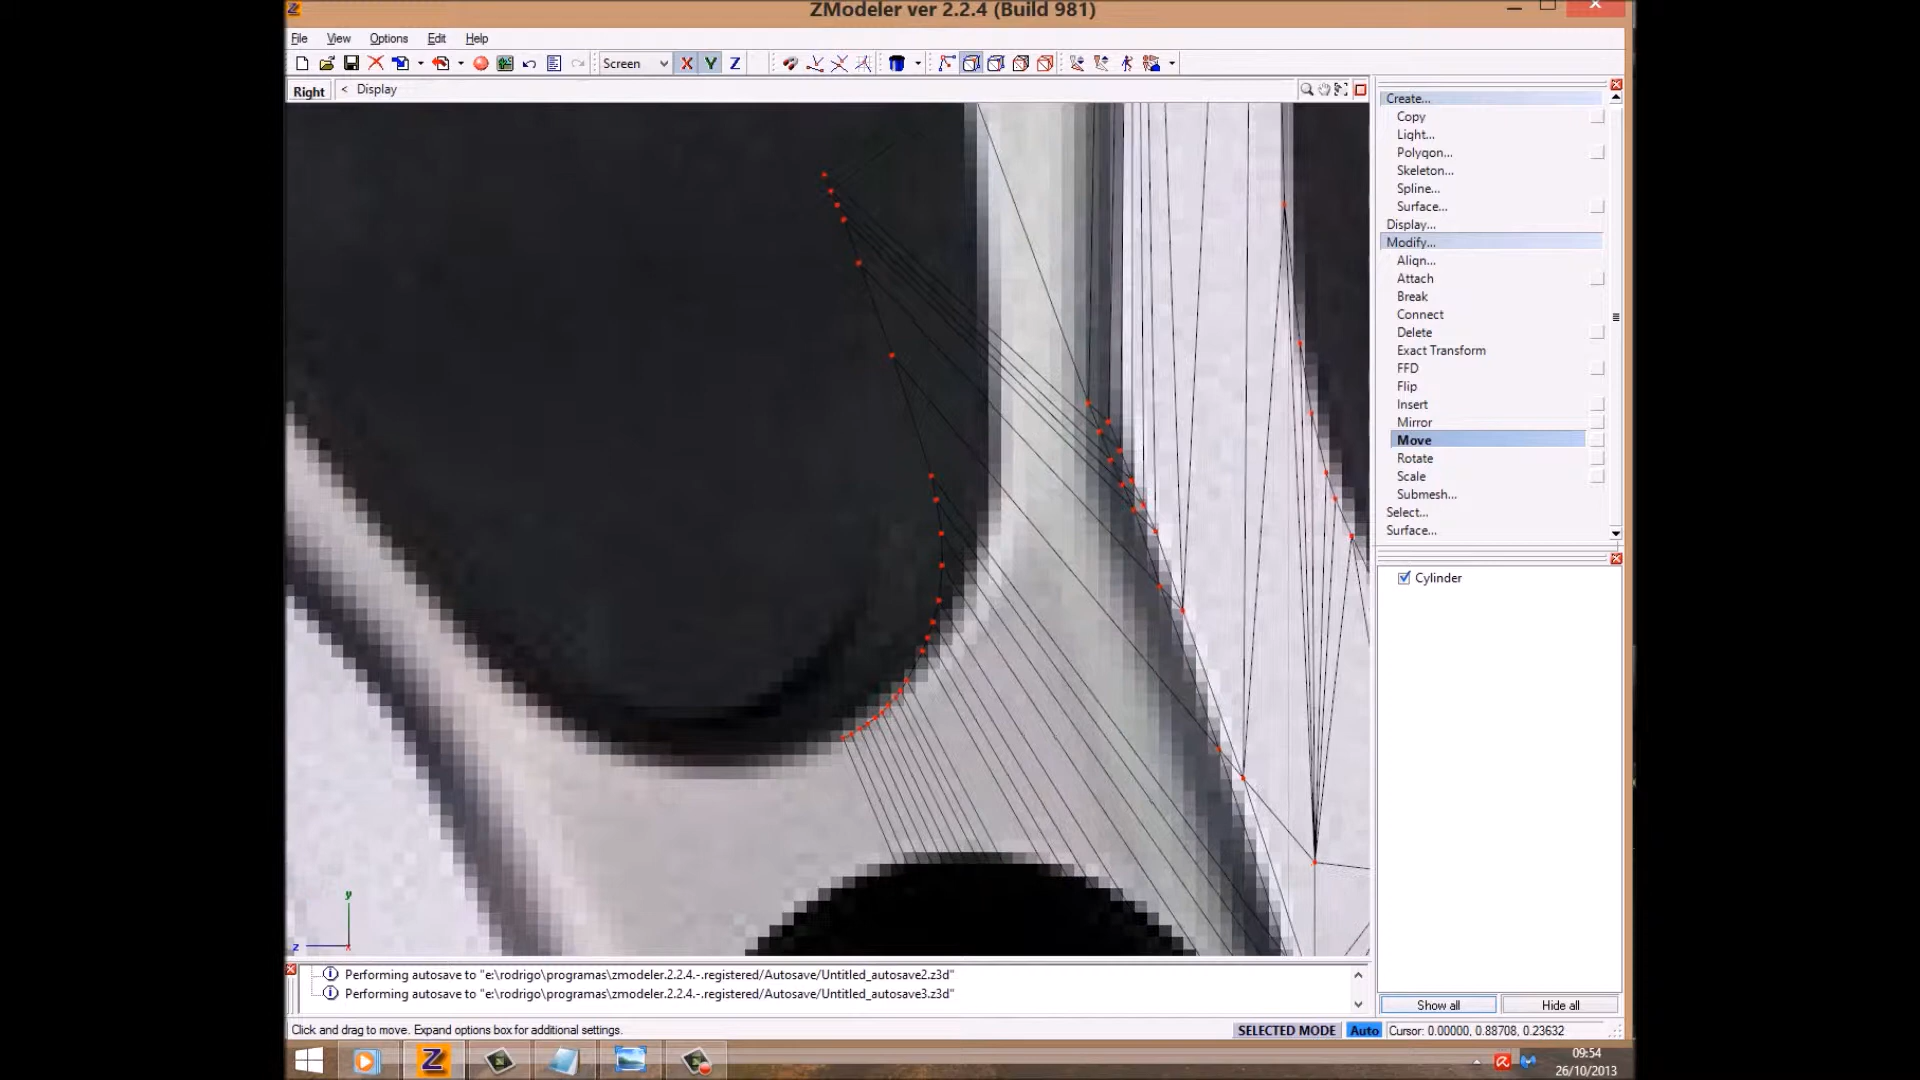 ZModeler ver 2.2.4 (Build 981)
File View Options Edit Help
Screen X Y Z
Right < Display
Create...
Copy
Light...
Polygon...
Skeleton...
Spline...
Surface...
Display...
Modify...
Align...
Attach
Break
Connect
Delete
Exact Transform
FFD
Flip
Insert
Mirror
Move
Rotate
Scale
Submesh...
Select...
Surface...
Cylinder
y
z
x
Performing autosave to "e:\rodrigo\programas\zmodeler.2.2.4.-.registered/Autosave/Untitled_autosave2.z3d"
Performing autosave to "e:\rodrigo\programas\zmodeler.2.2.4.-.registered/Autosave/Untitled_autosave3.z3d"
Show all Hide all
Click and drag to move. Expand options box for additional settings. SELECTED MODE Auto Cursor: 0.00000, 0.88708, 0.23632
09:54
26/10/2013